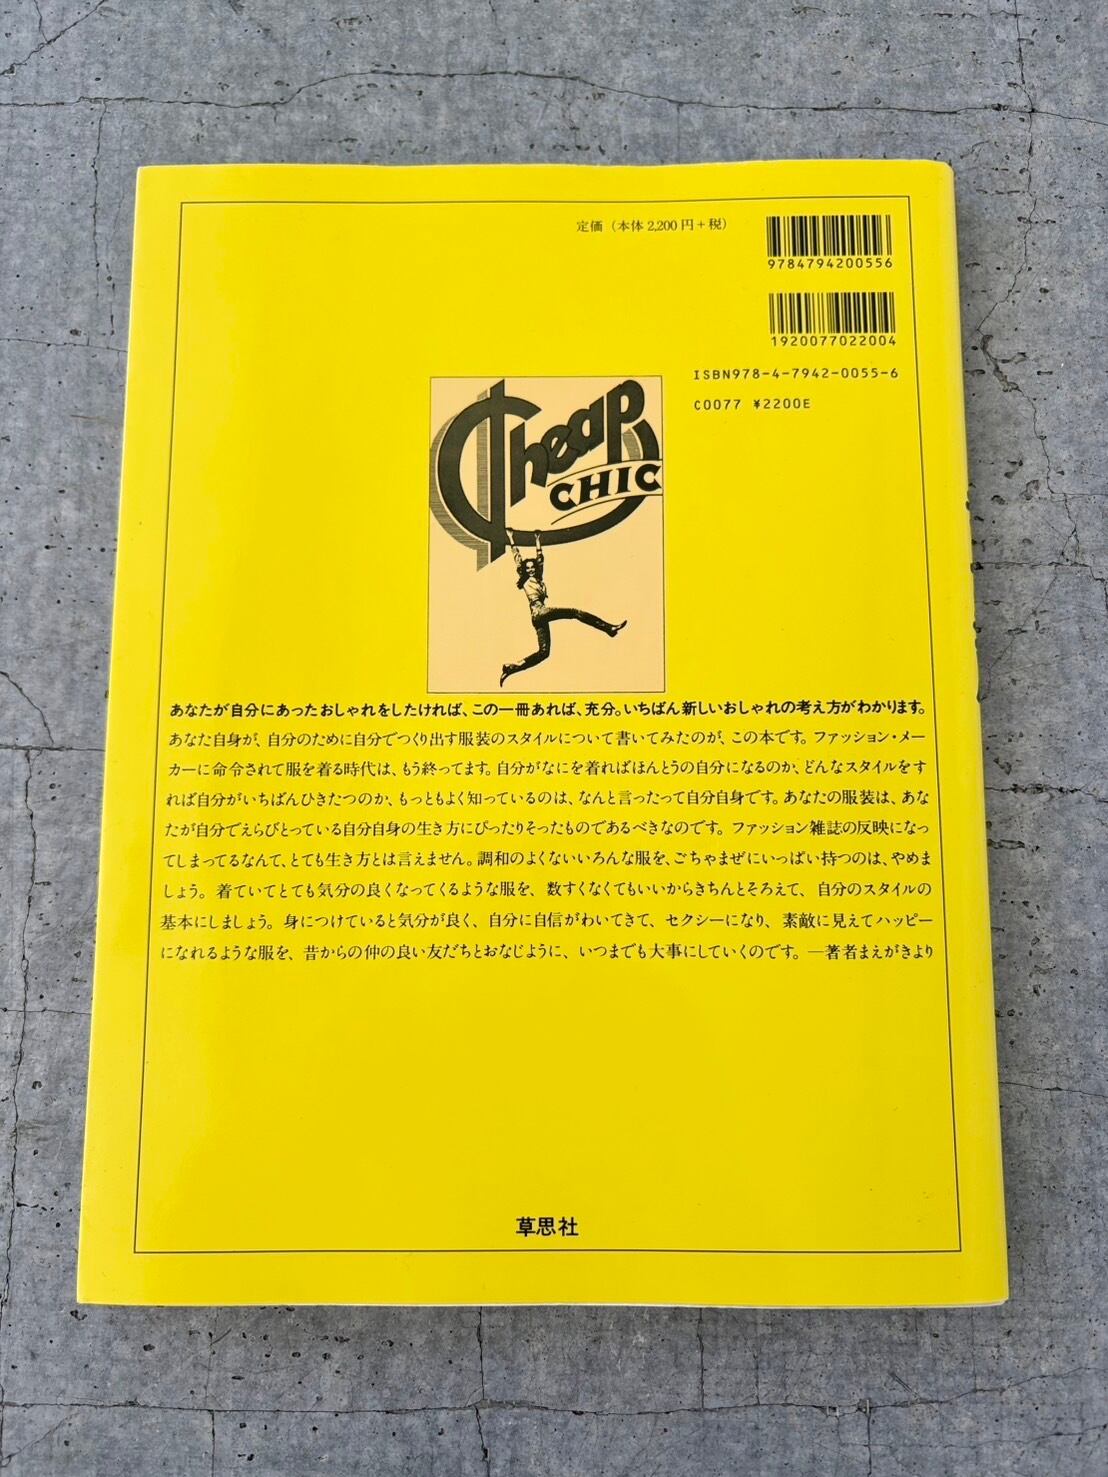 定価（本体2,200円+税）
9784794200556
1920077022004
ISBN978-4-7942-0055-6
C0077 ¥2200E
Cheap
CHIC
あなたが自分にあったおしゃれをしたければ、この一冊あれば、充分。いちばん新しいおしゃれの考え方がわかります。
あなた自身が、自分のために自分でつくり出す服装のスタイルについて書いてみたのが、この本です。ファッション・メー
カーに命令されて服を着る時代は、もう終ってます。自分がなにを着ればほんとうの自分になるのか、どんなスタイルをす
れば自分がいちばんひきたつのか、もっともよく知っているのは、なんと言ったって自分自身です。あなたの服装は、あな
たが自分でえらびとっている自分自身の生き方にぴったりそったものであるべきなのです。ファッション雑誌の反映になっ
てしまってるなんて、とても生き方とは言えません。調和のよくないいろんな服を、ごちゃまぜにいっぱい持つのは、やめま
しょう。着ていてとても気分の良くなってくるような服を、数すくなくてもいいからきちんとそろえて、自分のスタイルの
基本にしましょう。身につけていると気分が良く、自分に自信がわいてきて、セクシーになり、素敵に見えてハッピー
になれるような服を、昔からの仲の良い友だちとおなじように、いつまでも大事にしていくのです。—著者まえがきより
草思社